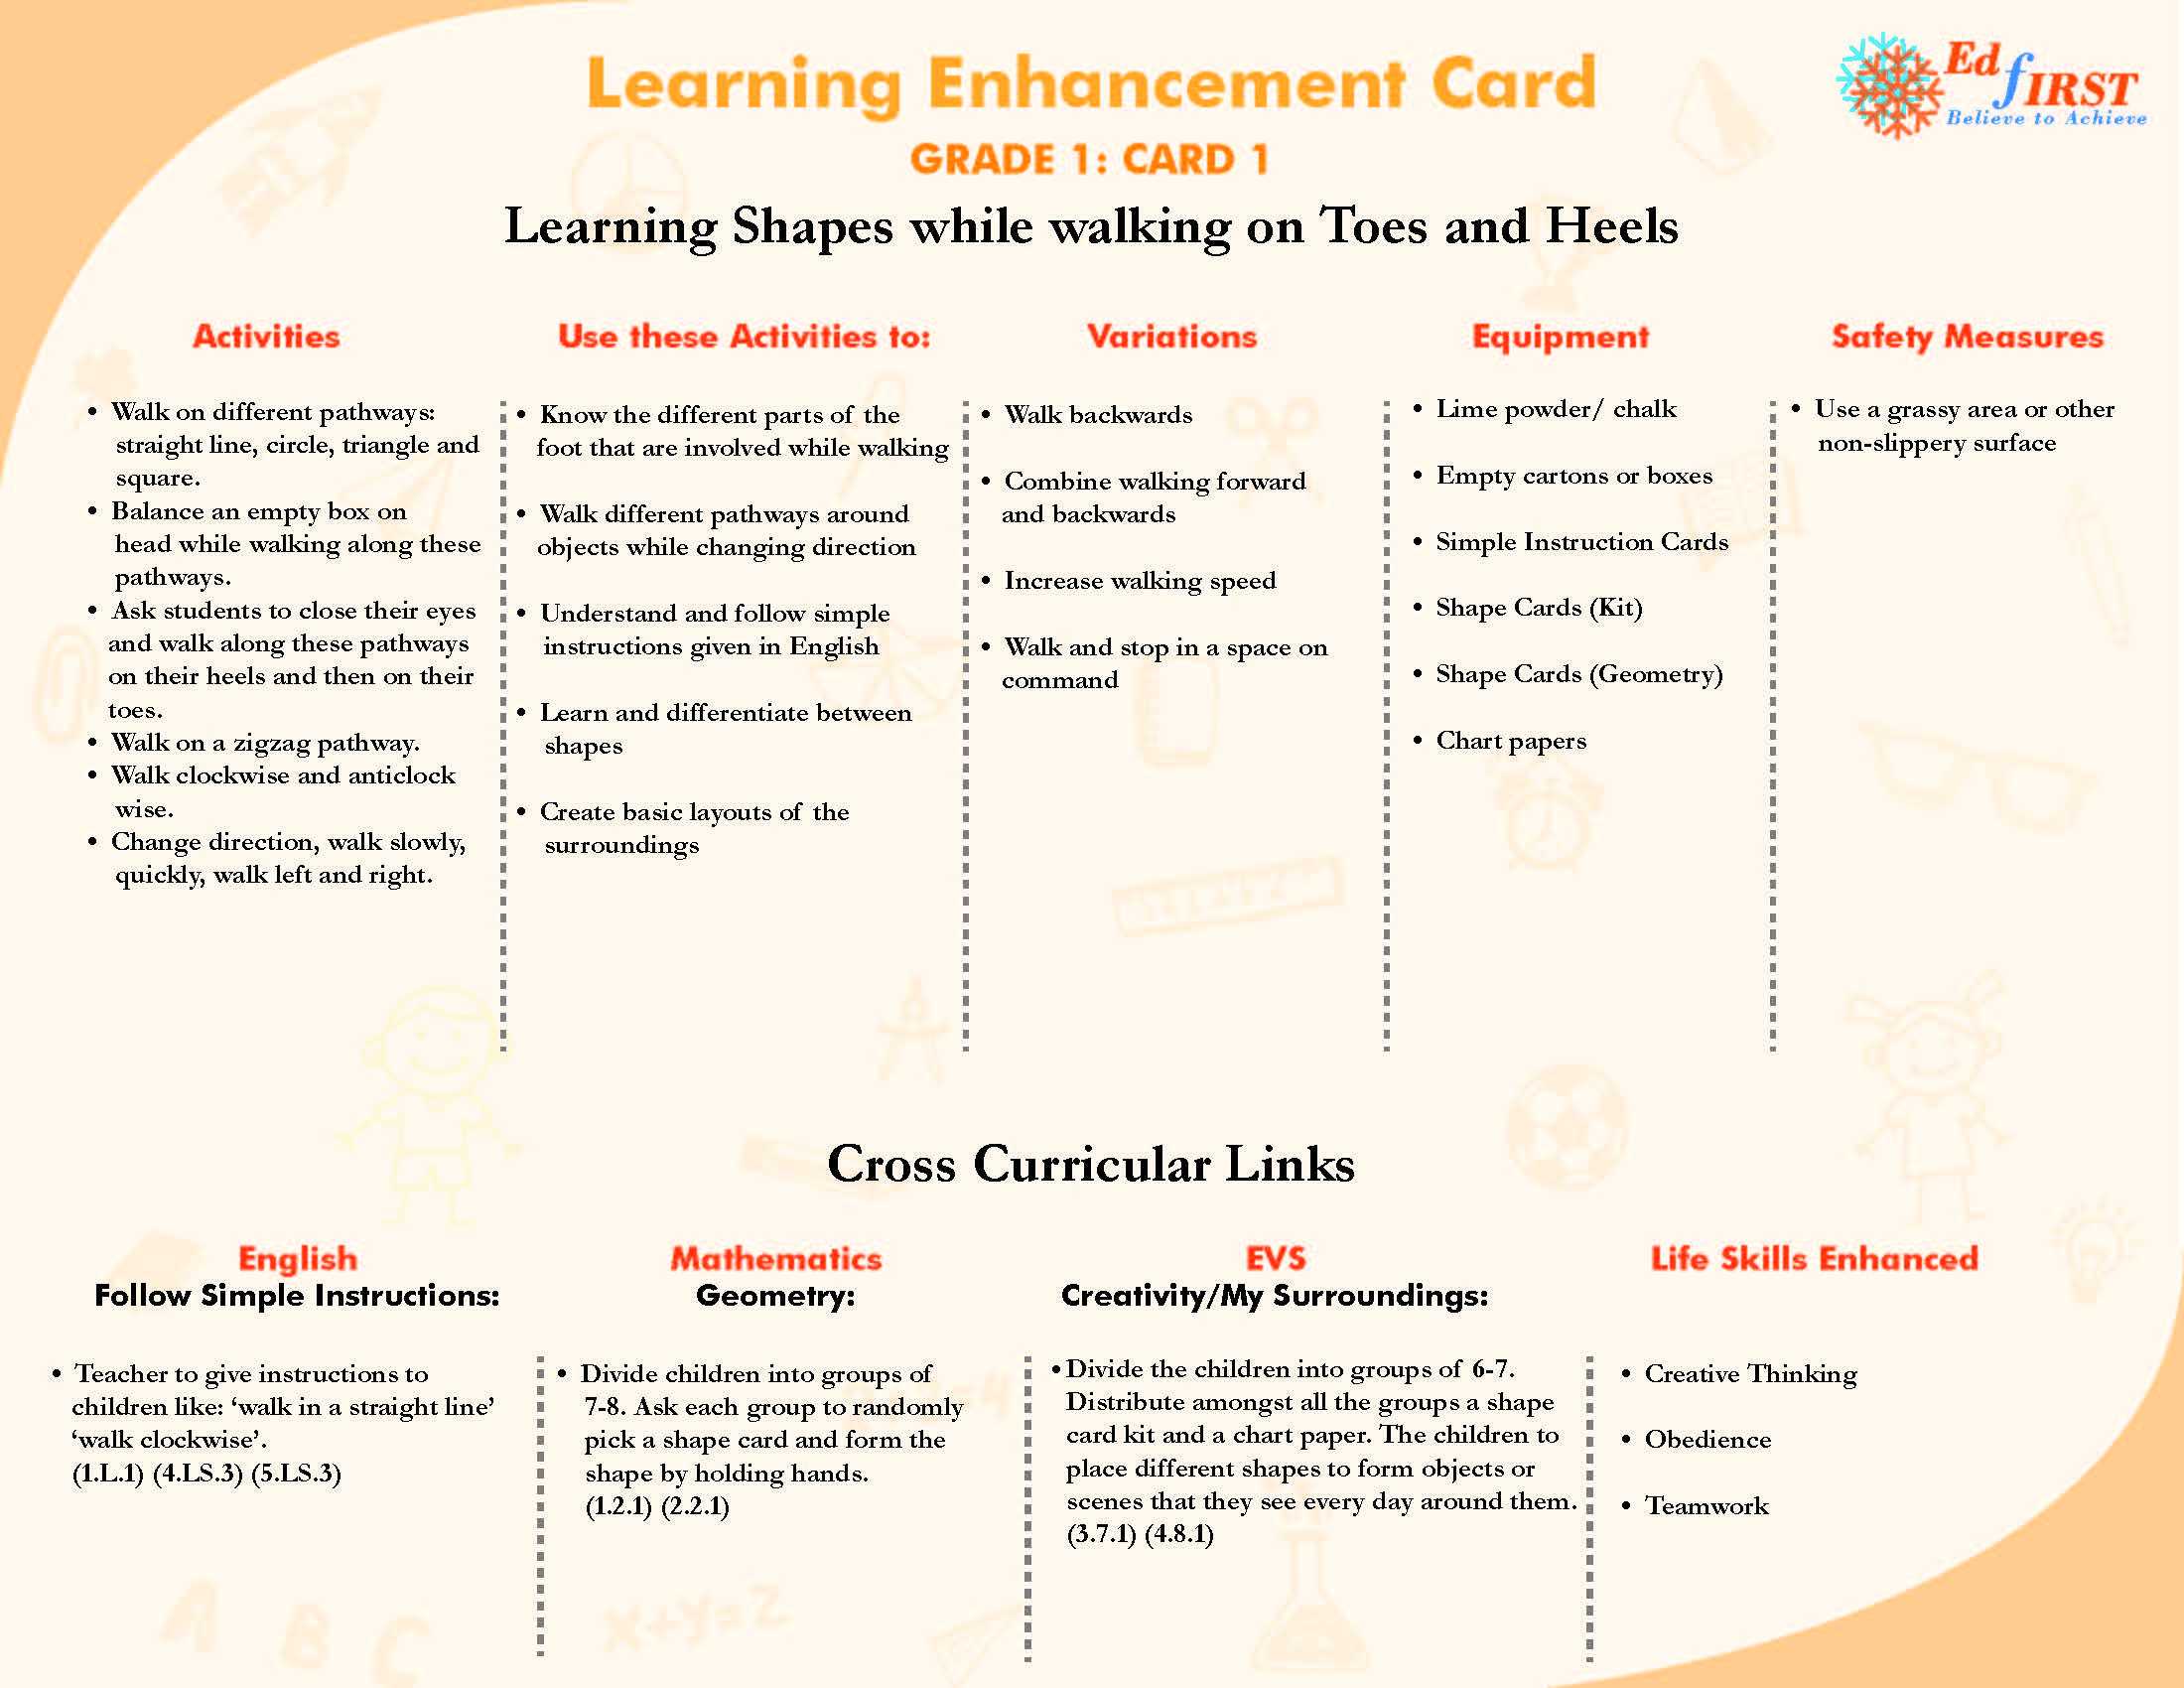 Learning Enhancement Card
Ed fIRST
Believe to Achieve
GRADE 1: CARD 1
Learning Shapes while walking on Toes and Heels
Activities
• Walk on different pathways:
straight line, circle, triangle and
square.
• Balance an empty box on
head while walking along these
pathways.
• Ask students to close their eyes
and walk along these pathways
on their heels and then on their
toes.
• Walk on a zigzag pathway.
• Walk clockwise and anticlock
wise.
• Change direction, walk slowly,
quickly, walk left and right.
Use these Activities to:
• Know the different parts of the
foot that are involved while walking
• Walk different pathways around
objects while changing direction
• Understand and follow simple
instructions given in English
• Learn and differentiate between
shapes
• Create basic layouts of the
surroundings
Variations
• Walk backwards
• Combine walking forward
and backwards
• Increase walking speed
• Walk and stop in a space on
command
Equipment
• Lime powder/ chalk
• Empty cartons or boxes
• Simple Instruction Cards
• Shape Cards (Kit)
• Shape Cards (Geometry)
• Chart papers
Safety Measures
• Use a grassy area or other
non-slippery surface
Cross Curricular Links
English
Follow Simple Instructions:
• Teacher to give instructions to
children like: ‘walk in a straight line’
‘walk clockwise’.
(1.L.1) (4.LS.3) (5.LS.3)
Mathematics
Geometry:
• Divide children into groups of
7-8. Ask each group to randomly
pick a shape card and form the
shape by holding hands.
(1.2.1) (2.2.1)
EVS
Creativity/My Surroundings:
• Divide the children into groups of 6-7.
Distribute amongst all the groups a shape
card kit and a chart paper. The children to
place different shapes to form objects or
scenes that they see every day around them.
(3.7.1) (4.8.1)
Life Skills Enhanced
• Creative Thinking
• Obedience
• Teamwork
2+2=4
A B C
x+y=z